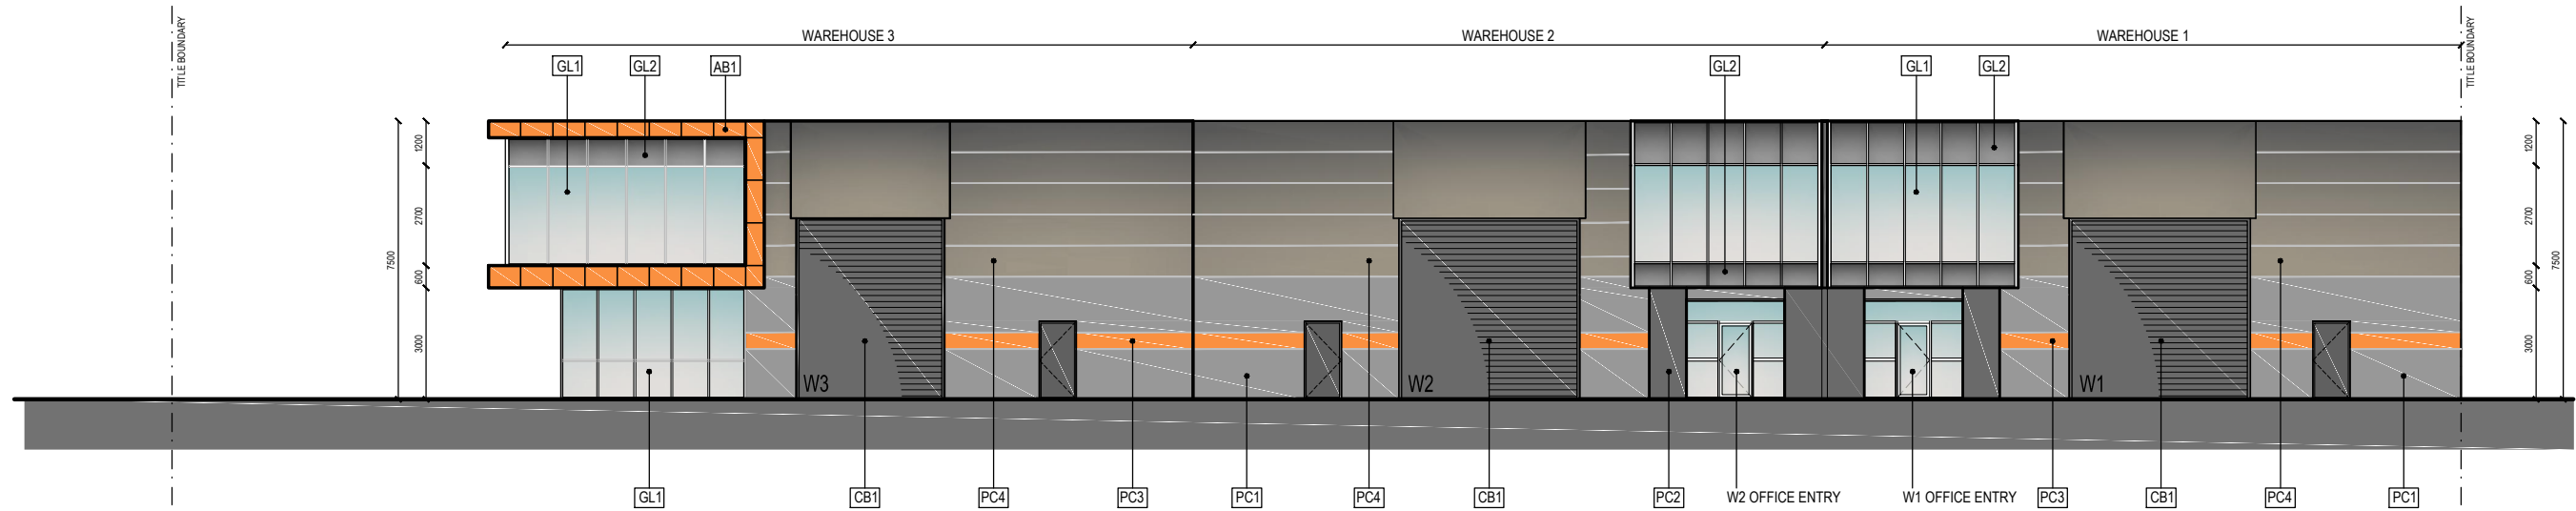 TITLE BOUNDARY
WAREHOUSE 3
WAREHOUSE 2
WAREHOUSE 1
TITLE BOUNDARY
GL1
GL2
AB1
GL2
GL1
GL2
7500
1200
2700
600
3000
1200
2700
600
3000
7500
W3
W2
W1
GL1
CB1
PC4
PC3
PC1
PC4
CB1
PC2
W2 OFFICE ENTRY
W1 OFFICE ENTRY
PC3
CB1
PC4
PC1